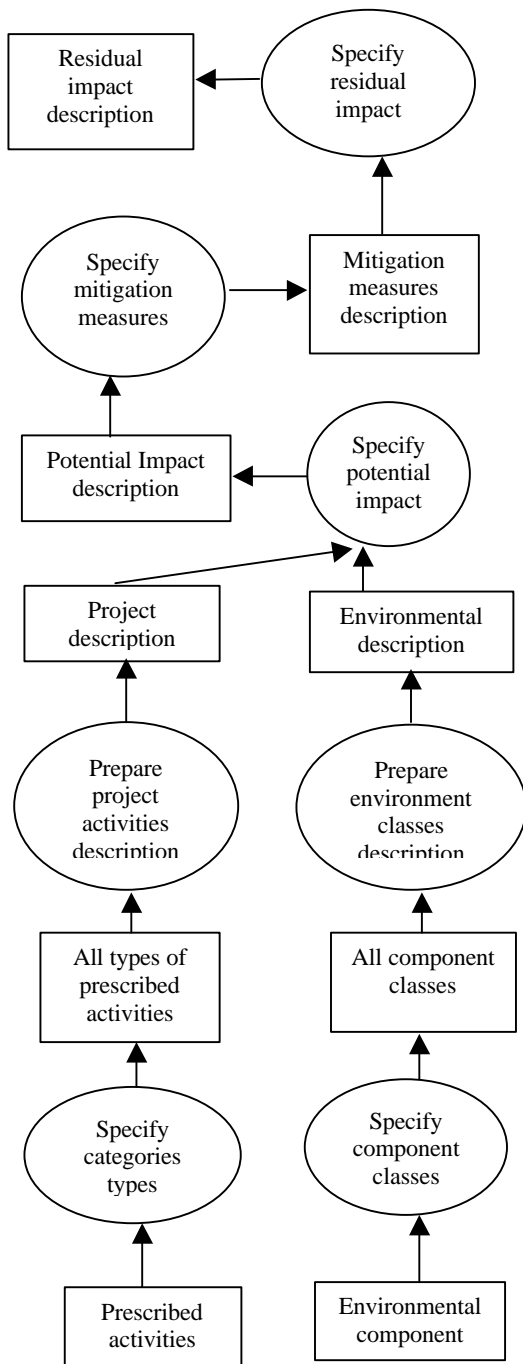 Residual
impact
description
Specify
residual
impact
Specify
mitigation
measures
Mitigation
measures
description
Potential Impact
description
Specify
potential
impact
Project
description
Environmental
description
Prepare
project
activities
description
Prepare
environment
classes
description
All types of
prescribed
activities
All component
classes
Specify
categories
types
Specify
component
classes
Prescribed
activities
Environmental
component